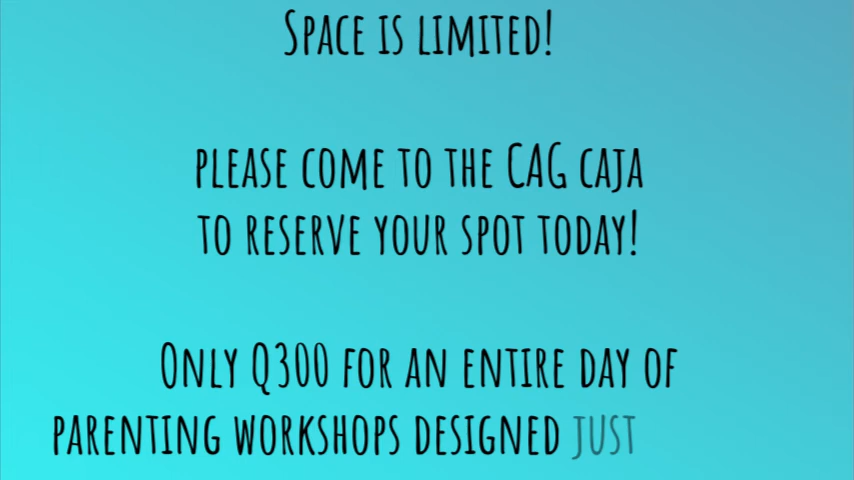 Space is limited!
please come to the CAG caja
to reserve your spot today!
Only Q300 for an entire day of
parenting workshops designed just